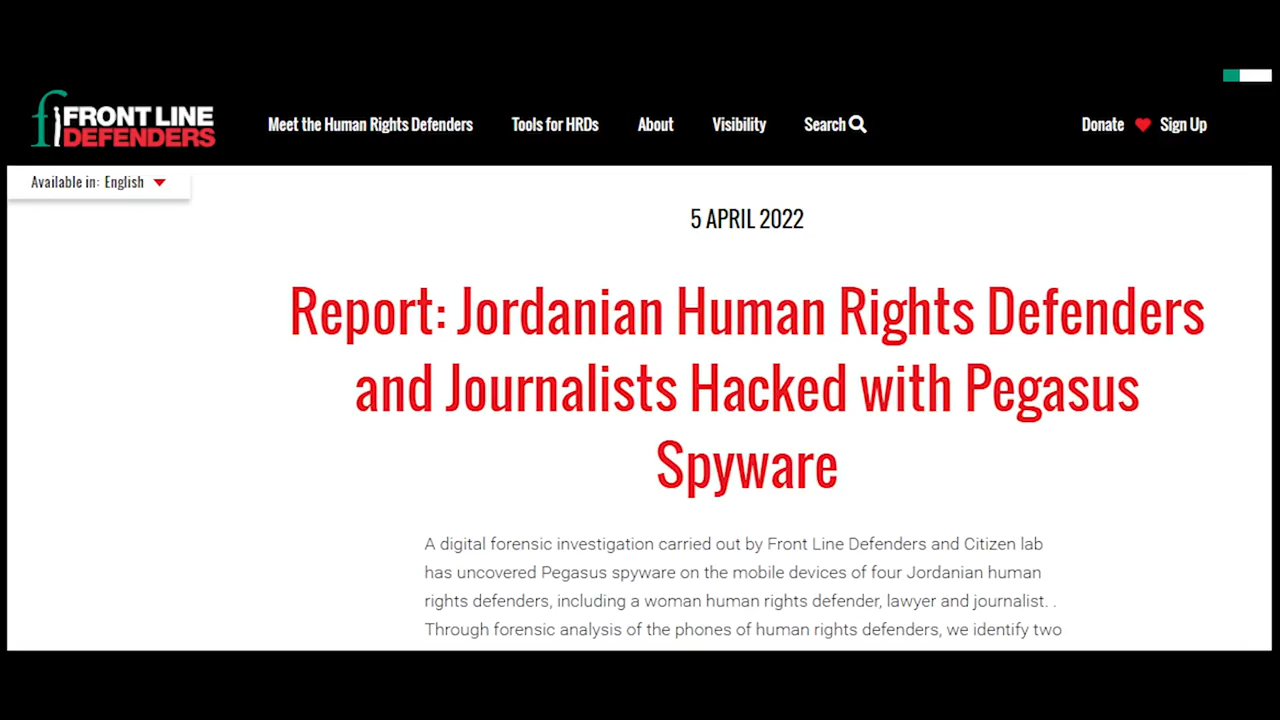 FRONT LINE
DEFENDERS
Meet the Human Rights Defenders Tools for HRDs About Visibility Search Donate Sign Up
Available in: English
5 APRIL 2022
Report: Jordanian Human Rights Defenders
and Journalists Hacked with Pegasus
Spyware
A digital forensic investigation carried out by Front Line Defenders and Citizen lab
has uncovered Pegasus spyware on the mobile devices of four Jordanian human
rights defenders, including a woman human rights defender, lawyer and journalist. .
Through forensic analysis of the phones of human rights defenders, we identify two